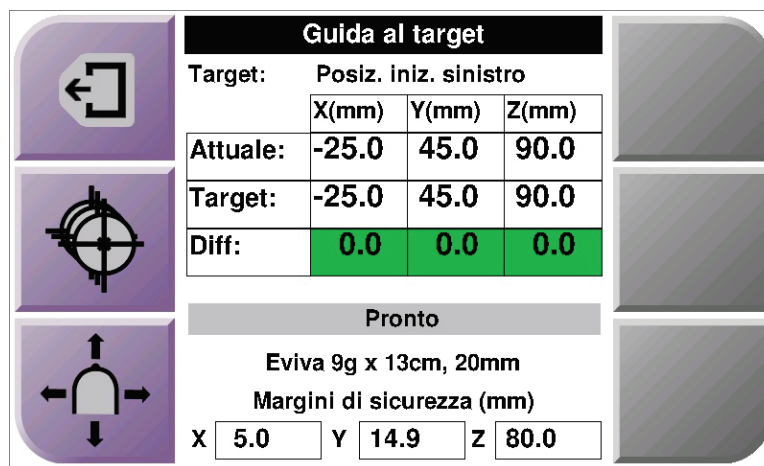 Guida al target
Target: Posiz. iniz. sinistro
X(mm) Y(mm) Z(mm)
Attuale: -25.0 45.0 90.0
Target: -25.0 45.0 90.0
Diff: 0.0 0.0 0.0
Pronto
Eviva 9g x 13cm, 20mm
Margini di sicurezza (mm)
X 5.0 Y 14.9 Z 80.0